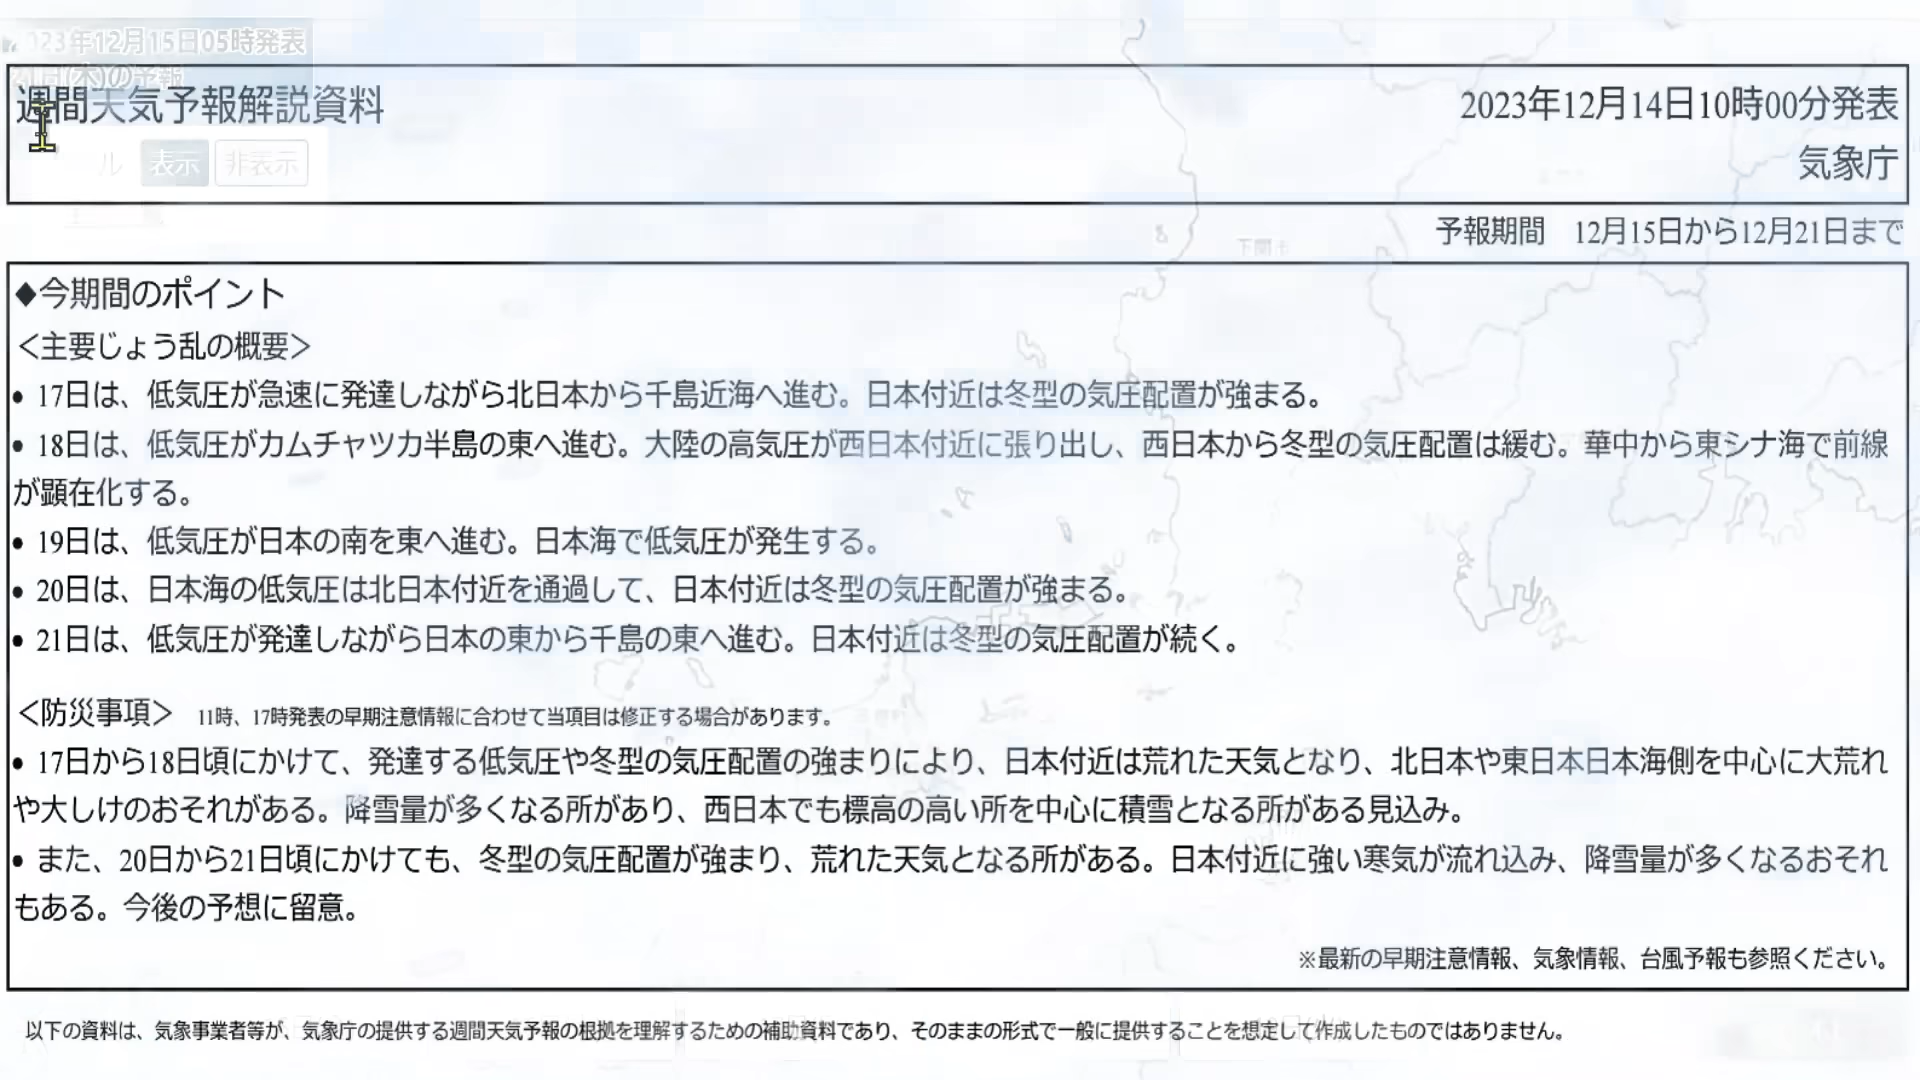 2023年12月15日05時発表
21日(木)の予報
週間天気予報解説資料
2023年12月14日10時00分発表
ル 表示 非表示
気象庁
予報期間 12月15日から12月21日まで
◆今期間のポイント
＜主要じょう乱の概要＞
• 17日は、低気圧が急速に発達しながら北日本から千島近海へ進む。日本付近は冬型の気圧配置が強まる。
• 18日は、低気圧がカムチャツカ半島の東へ進む。大陸の高気圧が西日本付近に張り出し、西日本から冬型の気圧配置は緩む。華中から東シナ海で前線
が顕在化する。
• 19日は、低気圧が日本の南を東へ進む。日本海で低気圧が発生する。
• 20日は、日本海の低気圧は北日本付近を通過して、日本付近は冬型の気圧配置が強まる。
• 21日は、低気圧が発達しながら日本の東から千島の東へ進む。日本付近は冬型の気圧配置が続く。
＜防災事項＞ 11時、17時発表の早期注意情報に合わせて当項目は修正する場合があります。
• 17日から18日頃にかけて、発達する低気圧や冬型の気圧配置の強まりにより、日本付近は荒れた天気となり、北日本や東日本日本海側を中心に大荒れ
や大しけのおそれがある。降雪量が多くなる所があり、西日本でも標高の高い所を中心に積雪となる所がある見込み。
• また、20日から21日頃にかけても、冬型の気圧配置が強まり、荒れた天気となる所がある。日本付近に強い寒気が流れ込み、降雪量が多くなるおそれ
もある。今後の予想に留意。
※最新の早期注意情報、気象情報、台風予報も参照ください。
以下の資料は、気象事業者等が、気象庁の提供する週間天気予報の根拠を理解するための補助資料であり、そのままの形式で一般に提供することを想定して作成したものではありません。